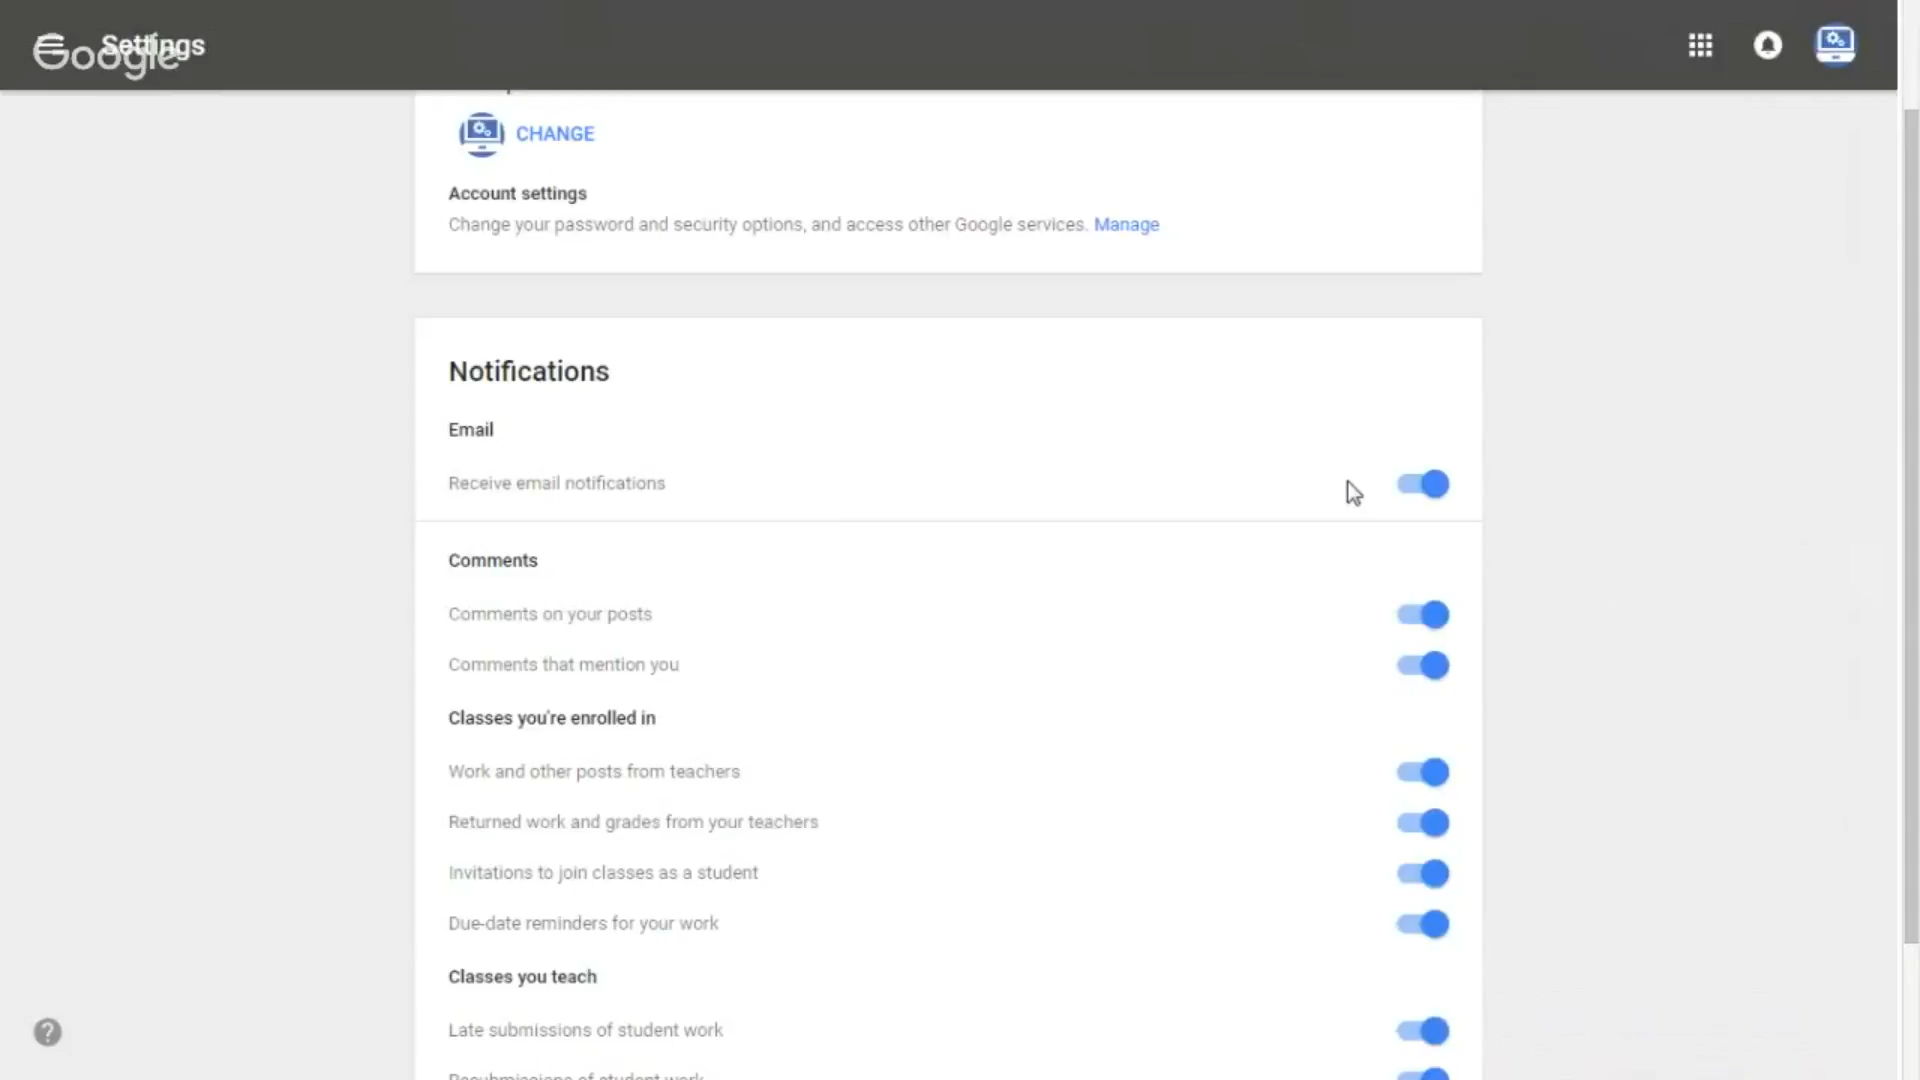 Google
Settings
CHANGE
Account settings
Change your password and security options, and access other Google services. Manage
Notifications
Email
Receive email notifications
Comments
Comments on your posts
Comments that mention you
Classes you're enrolled in
Work and other posts from teachers
Returned work and grades from your teachers
Invitations to join classes as a student
Due-date reminders for your work
Classes you teach
Late submissions of student work
Resubmissions of student work
?